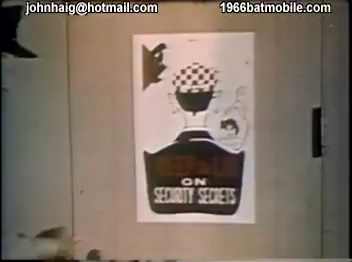 johnhaig@hotmail.com
1966batmobile.com
ON
SECURITY SECRETS